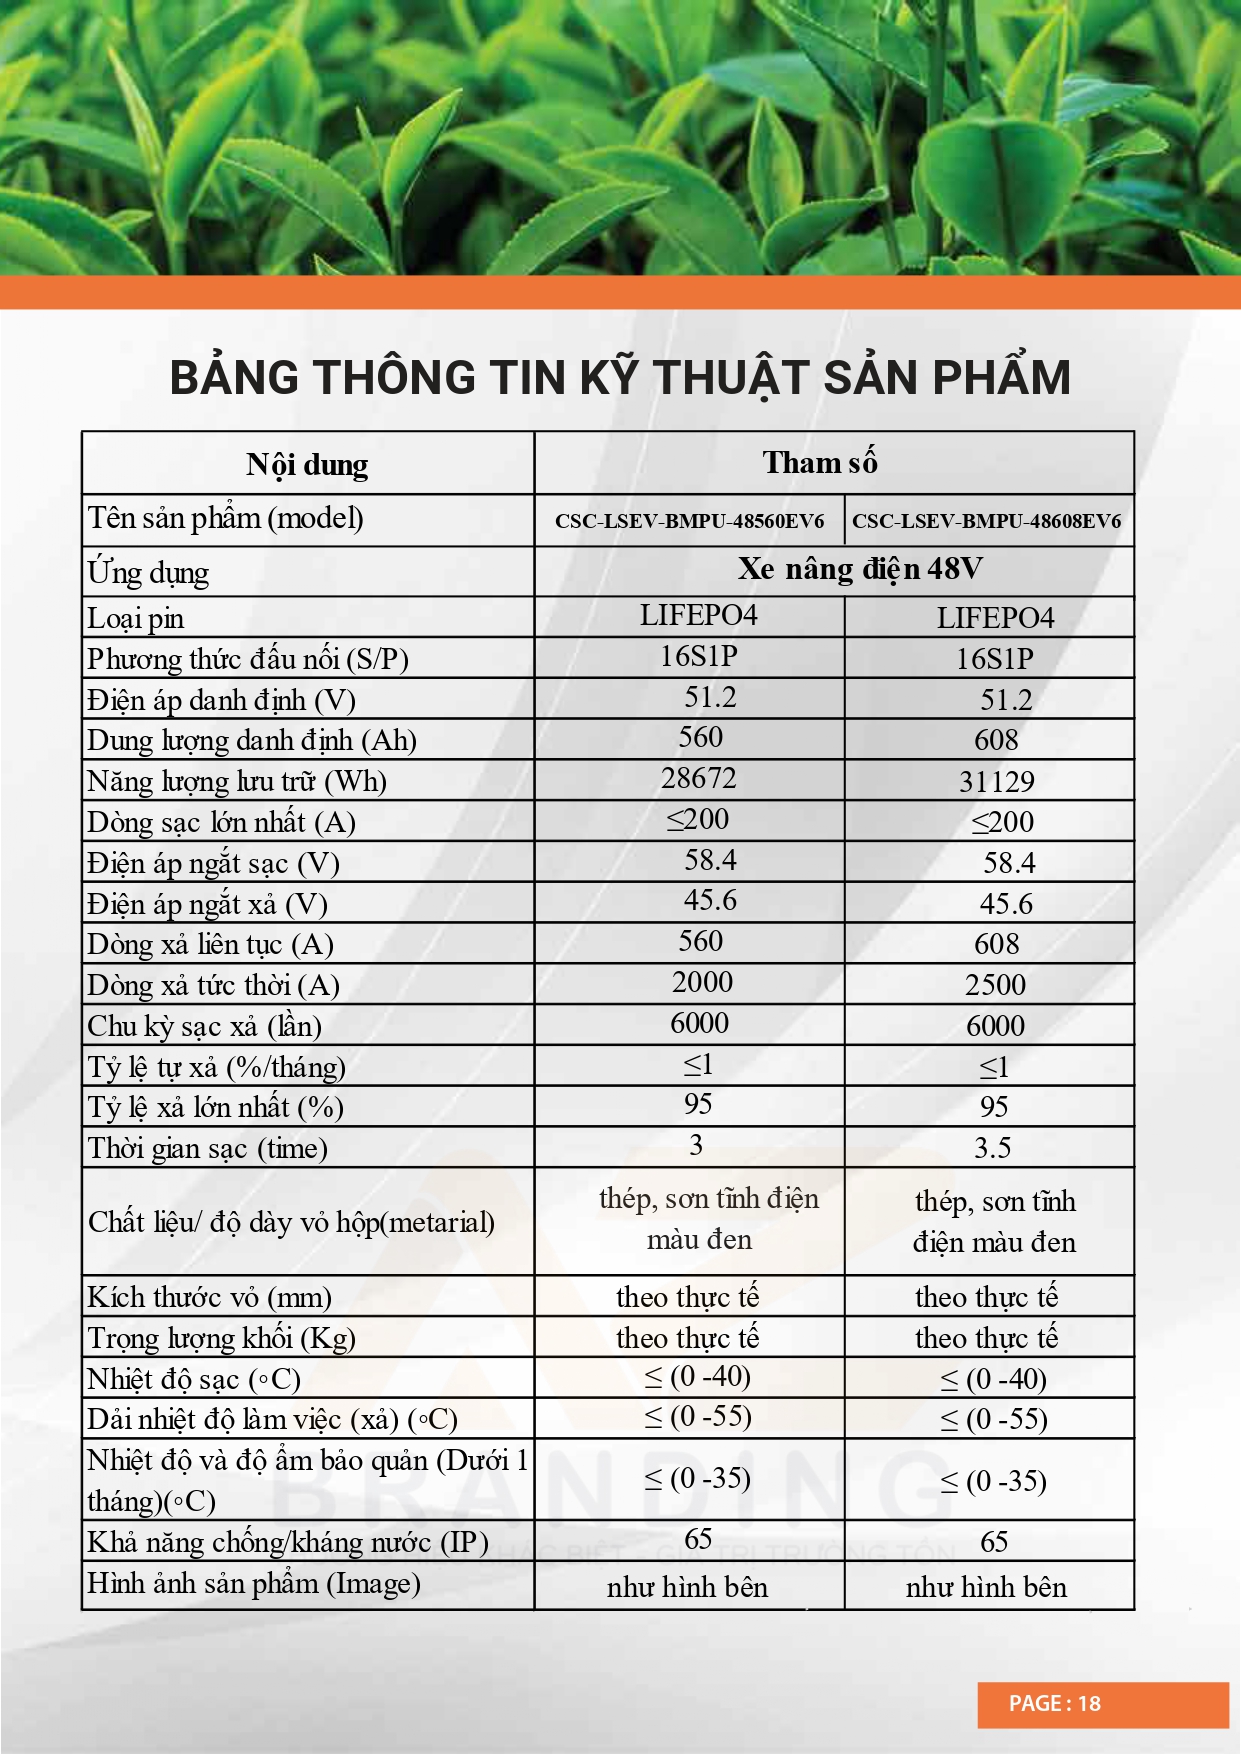 BẢNG THÔNG TIN KỸ THUẬT SẢN PHẨM
Nội dung Tham số
Tên sản phẩm (model) CSC-LSEV-BMPU-48560EV6 CSC-LSEV-BMPU-48608EV6
Ứng dụng Xe nâng điện 48V
Loại pin LIFEPO4 LIFEPO4
Phương thức đấu nối (S/P) 16S1P 16S1P
Điện áp danh định (V) 51.2 51.2
Dung lượng danh định (Ah) 560 608
Năng lượng lưu trữ (Wh) 28672 31129
Dòng sạc lớn nhất (A) ≤200 ≤200
Điện áp ngắt sạc (V) 58.4 58.4
Điện áp ngắt xả (V) 45.6 45.6
Dòng xả liên tục (A) 560 608
Dòng xả tức thời (A) 2000 2500
Chu kỳ sạc xả (lần) 6000 6000
Tỷ lệ tự xả (%/tháng) ≤1 ≤1
Tỷ lệ xả lớn nhất (%) 95 95
Thời gian sạc (time) 3 3.5
Chất liệu/ độ dày vỏ hộp(metarial) thép, sơn tĩnh điện thép, sơn tĩnh
màu đen điện màu đen
Kích thước vỏ (mm) theo thực tế theo thực tế
Trọng lượng khối (Kg) theo thực tế theo thực tế
Nhiệt độ sạc (◦C) ≤ (0 -40) ≤ (0 -40)
Dải nhiệt độ làm việc (xả) (◦C) ≤ (0 -55) ≤ (0 -55)
Nhiệt độ và độ ẩm bảo quản (Dưới 1
tháng)(◦C) ≤ (0 -35) ≤ (0 -35)
BRANDING
Khả năng chống/kháng nước (IP) 65 65
KHÁC BIỆT - GIÁ TRỊ TRƯỜNG TỒN
Hình ảnh sản phẩm (Image) như hình bên như hình bên
PAGE : 18